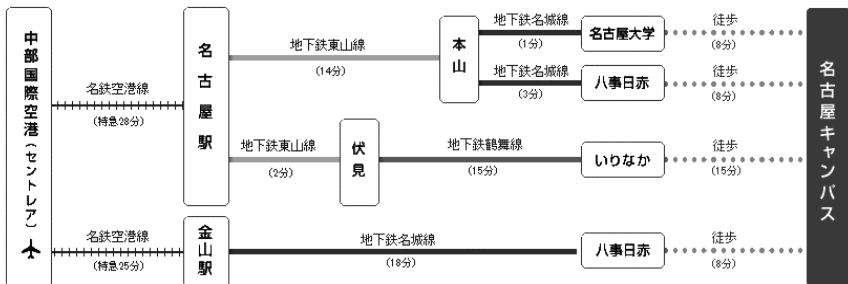 中部国際空港（セントレア）
名鉄空港線
(特急28分)
名古屋駅
地下鉄東山線
(14分)
本山
地下鉄名城線
(1分)
名古屋大学
徒歩
(8分)
地下鉄名城線
(3分)
八事日赤
徒歩
(8分)
地下鉄東山線
(2分)
伏見
地下鉄鶴舞線
(15分)
いりなか
徒歩
(15分)
名鉄空港線
(特急25分)
金山駅
地下鉄名城線
(18分)
八事日赤
徒歩
(8分)
名古屋キャンパス